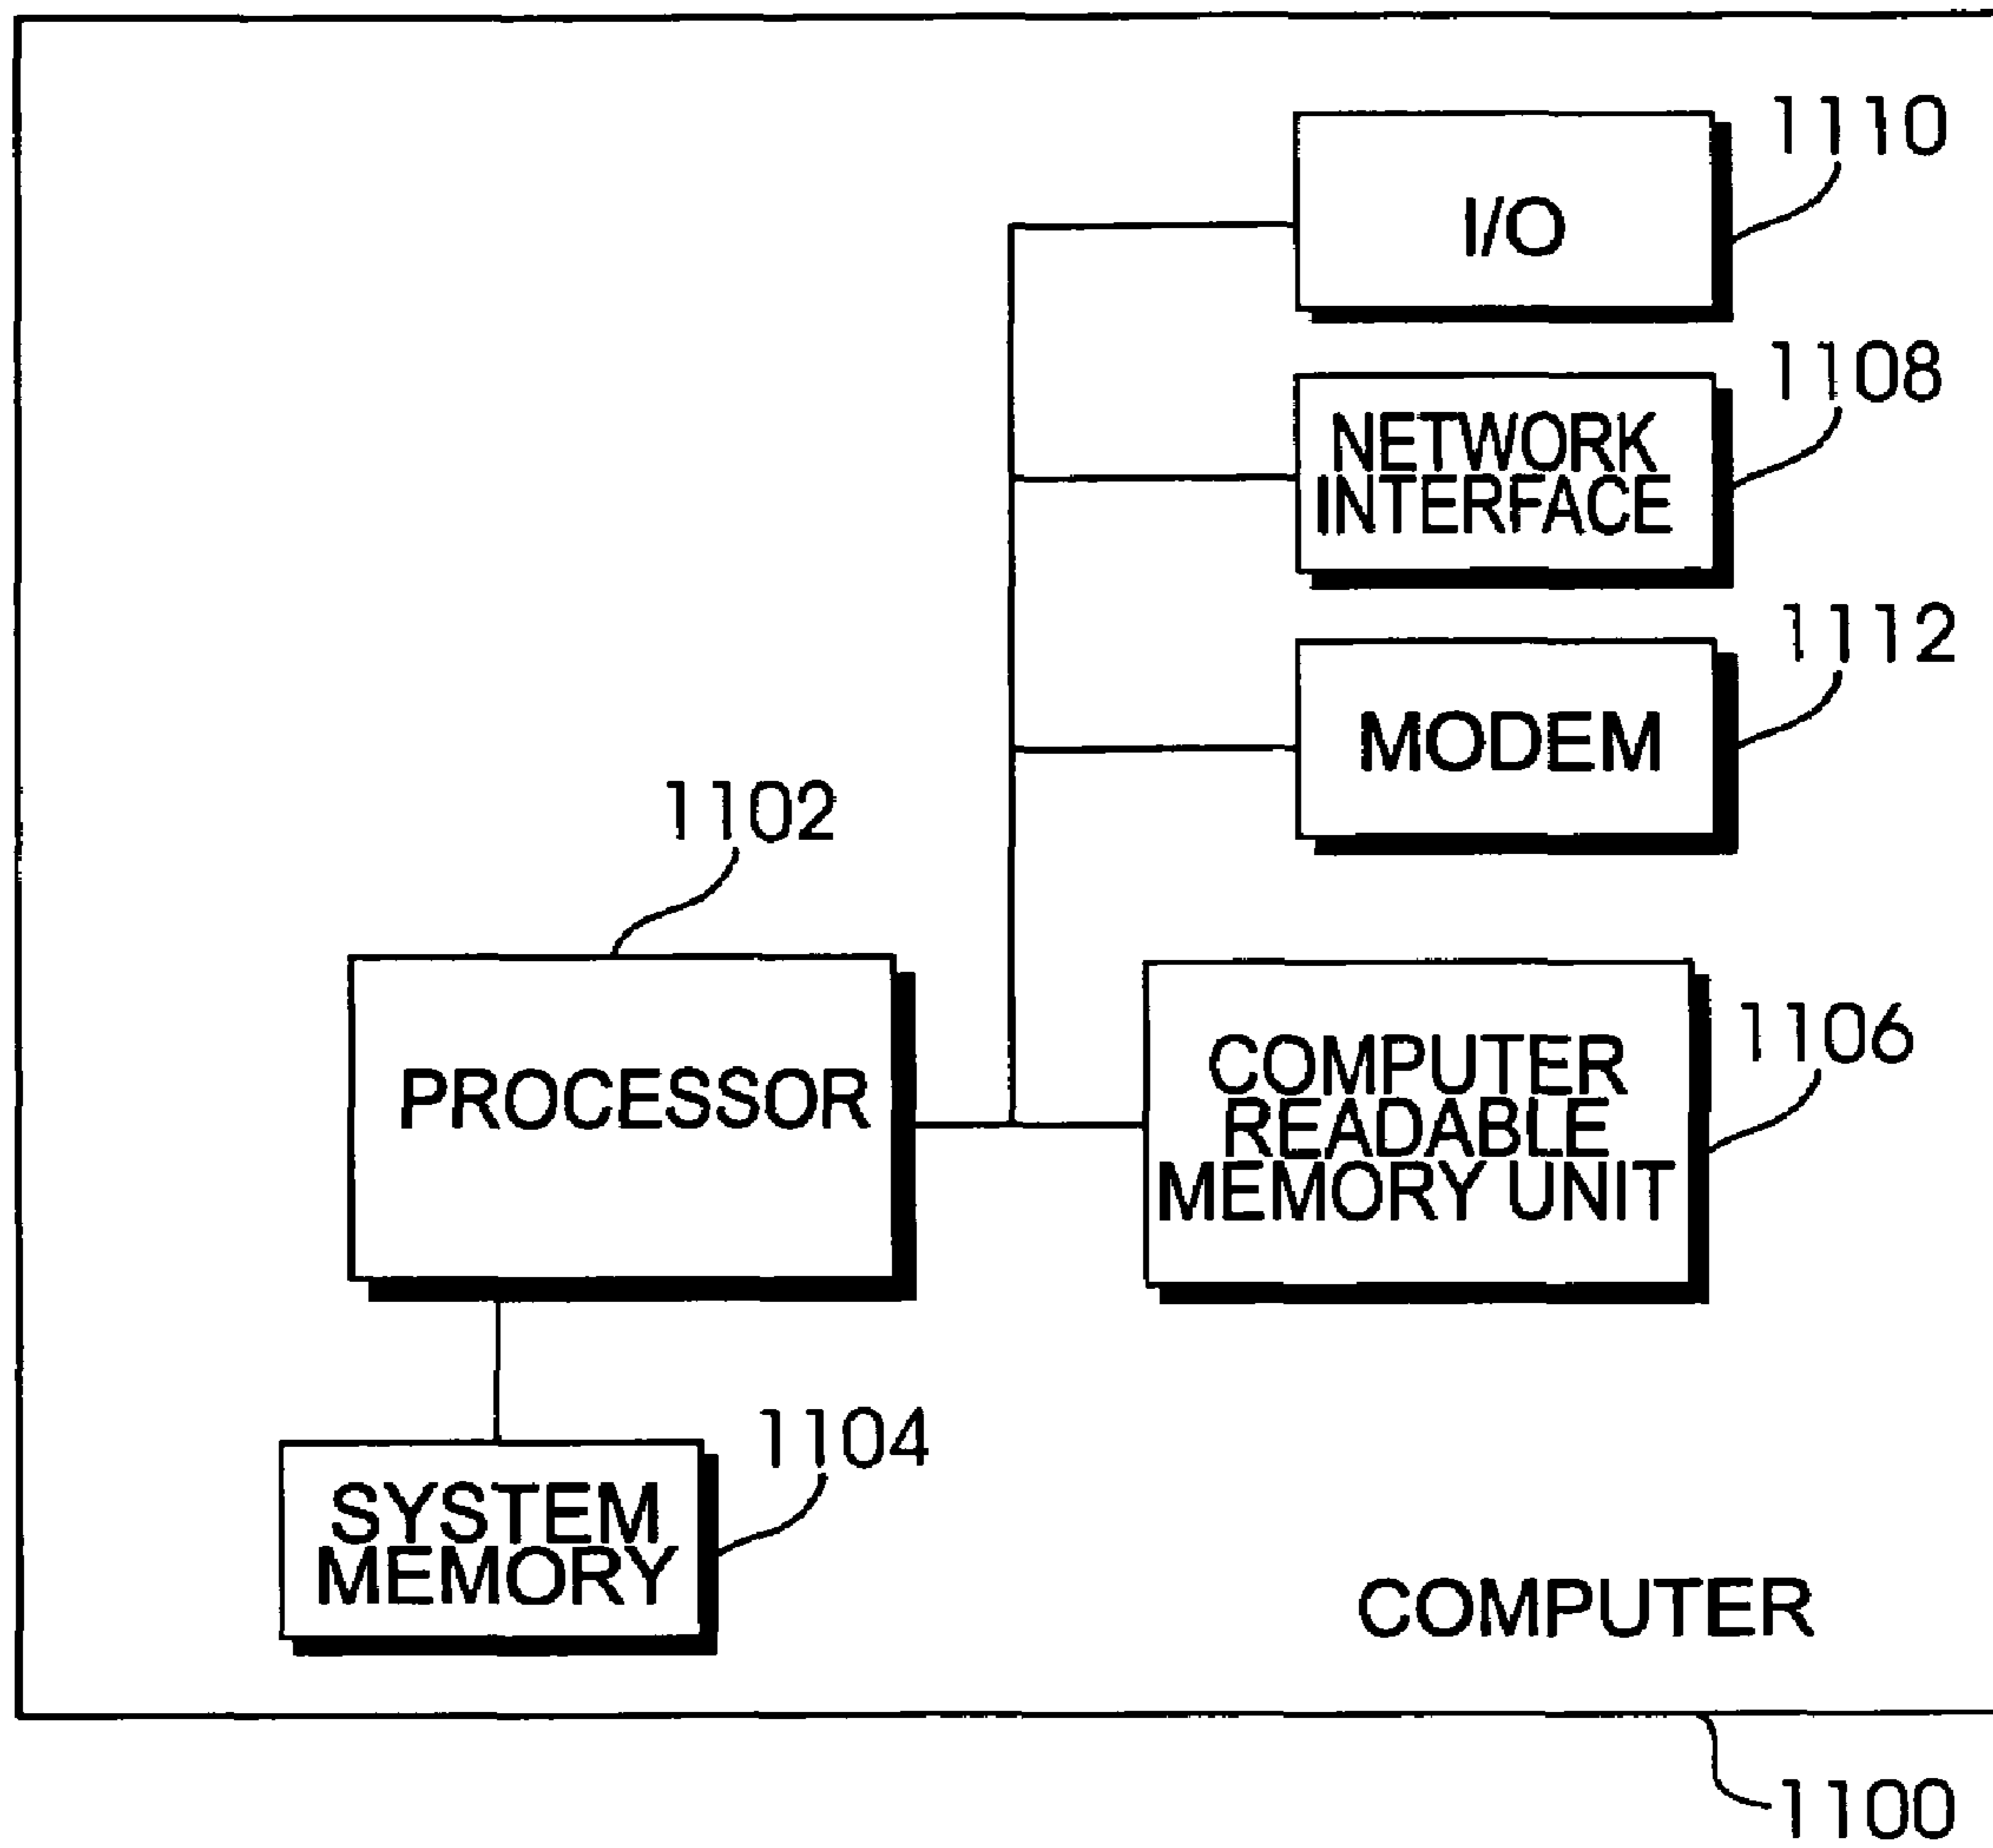 1110
I/O
1108
NETWORK
INTERFACE
1112
MODEM
1102
PROCESSOR
1106
COMPUTER
READABLE
MEMORY UNIT
1104
SYSTEM
MEMORY
COMPUTER
1100